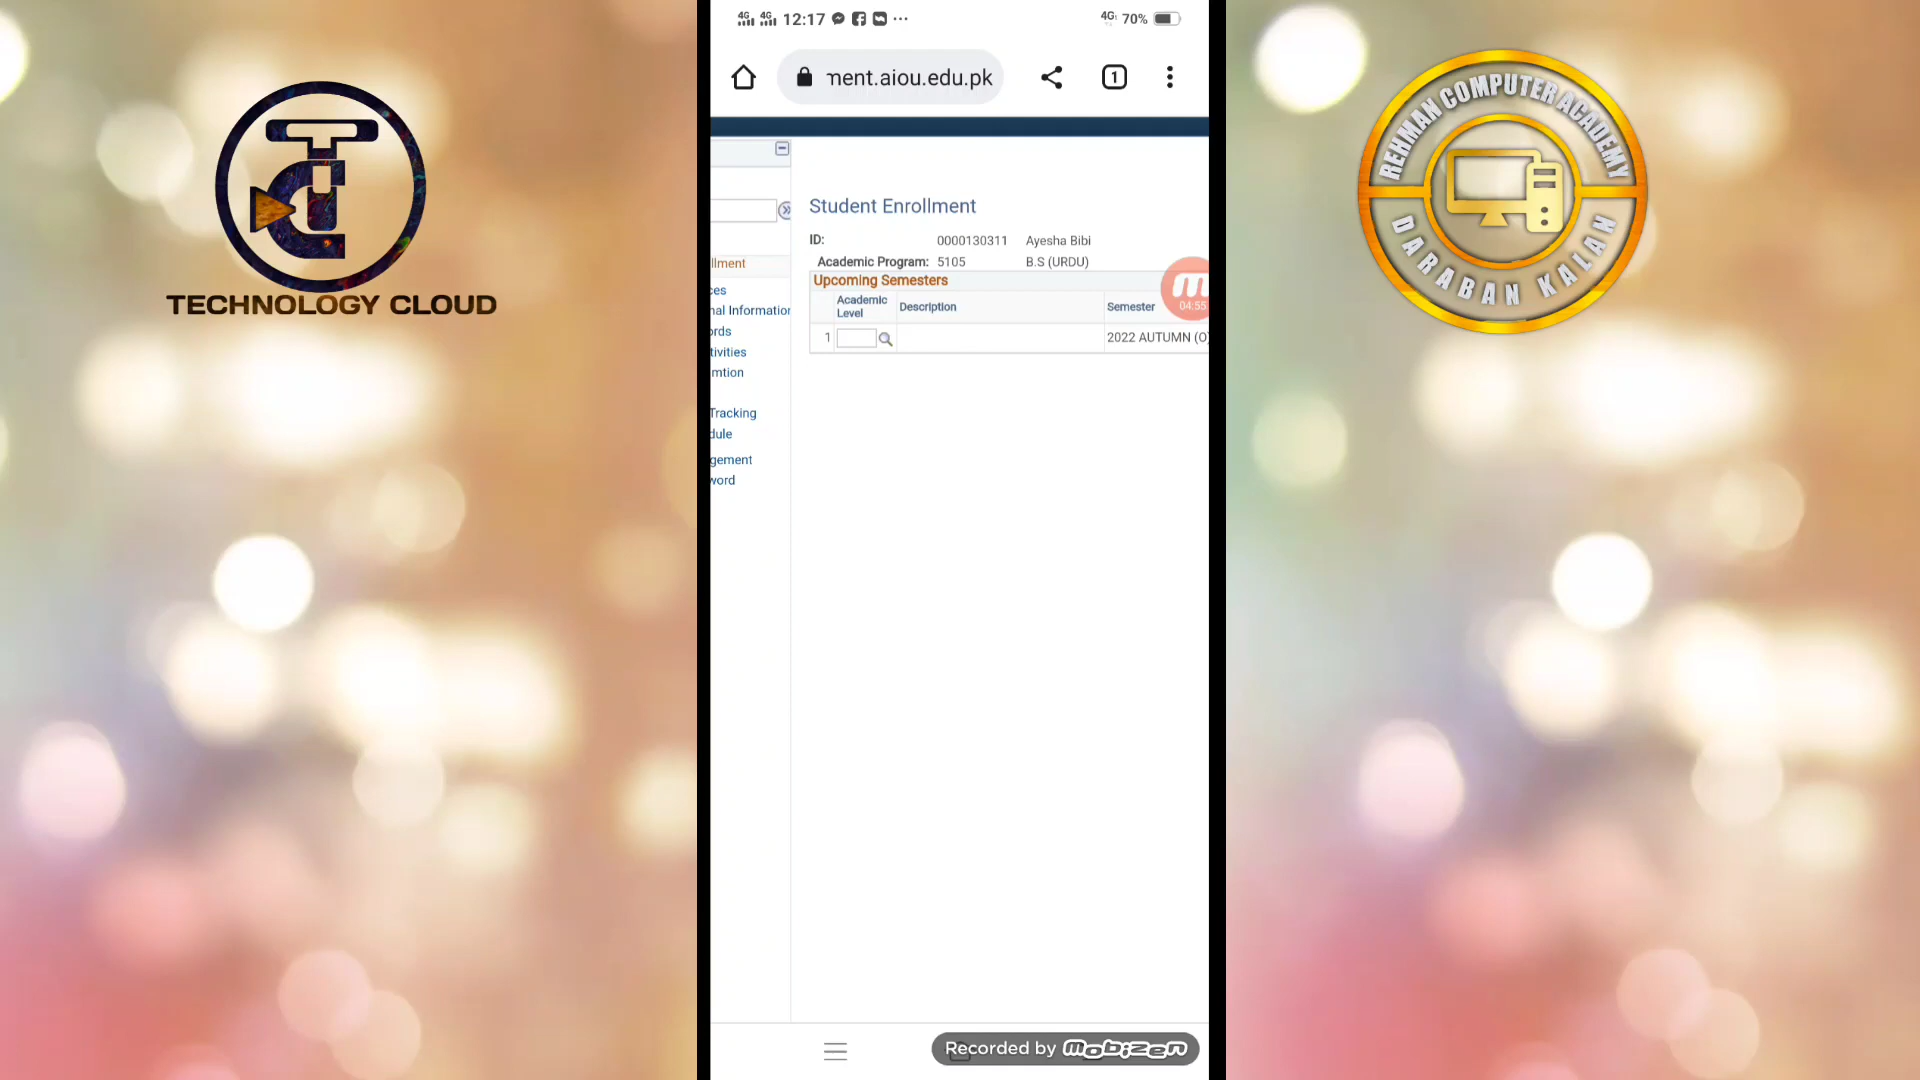 TECHNOLOGY CLOUD
12:17
4G 70%
ment.aiou.edu.pk
1
Student Enrollment
ID: 0000130311 Ayesha Bibi
Academic Program: 5105 B.S (URDU)
Upcoming Semesters
Academic Level Description Semester
1 2022 AUTUMN (O)
llment
ces
nal Information
ords
tivities
mtion
Tracking
dule
gement
word
04:55
REHMAN COMPUTER ACADEMY
DARABAN KALAN
Recorded by mobizen